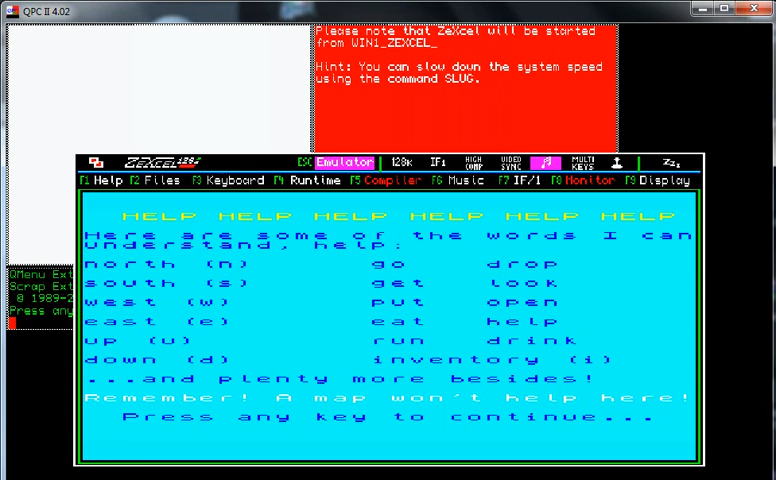 QPC II 4.02
Please note that ZeXcel will be started
from WIN1_ZEXCEL_
Hint: You can slow down the system speed
using the command SLUG.
ZEXCEL128 ESC Emulator 128k IF1 HIGH COMP VIDEO SYNC MULTI KEYS Zzz
F1 Help F2 Files F3 Keyboard F4 Runtime F5 Compiler F6 Music F7 IF/1 F8 Monitor F9 Display
HELP HELP HELP HELP HELP HELP
Here are some of the words I can
understand, help:
north (n) go drop
south (s) get look
west (w) put open
east (e) eat help
up (u) run drink
down (d) inventory (i)
...and plenty more besides!
Remember! A map won't help here!
Press any key to continue...
QMenu Ext
Scrap Ext
@ 1989-2
Press any